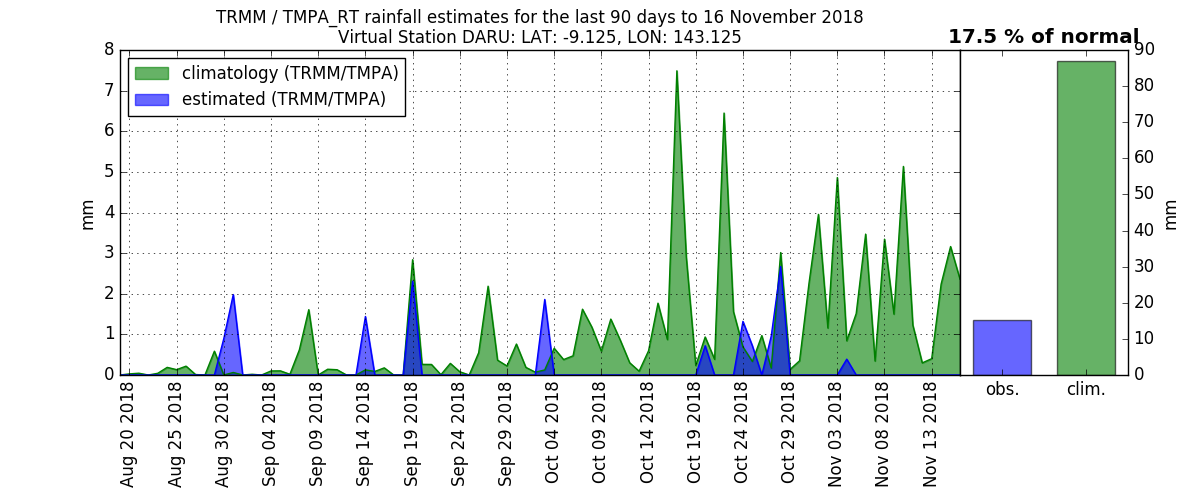 TRMM / TMPA_RT rainfall estimates for the last 90 days to 16 November 2018
Virtual Station DARU: LAT: -9.125, LON: 143.125
17.5 % of normal
climatology (TRMM/TMPA)
estimated (TRMM/TMPA)
mm
8
7
6
5
4
3
2
1
0
Aug 20 2018
Aug 25 2018
Aug 30 2018
Sep 04 2018
Sep 09 2018
Sep 14 2018
Sep 19 2018
Sep 24 2018
Sep 29 2018
Oct 04 2018
Oct 09 2018
Oct 14 2018
Oct 19 2018
Oct 24 2018
Oct 29 2018
Nov 03 2018
Nov 08 2018
Nov 13 2018
obs.
clim.
90
80
70
60
50
40
30
20
10
0
mm